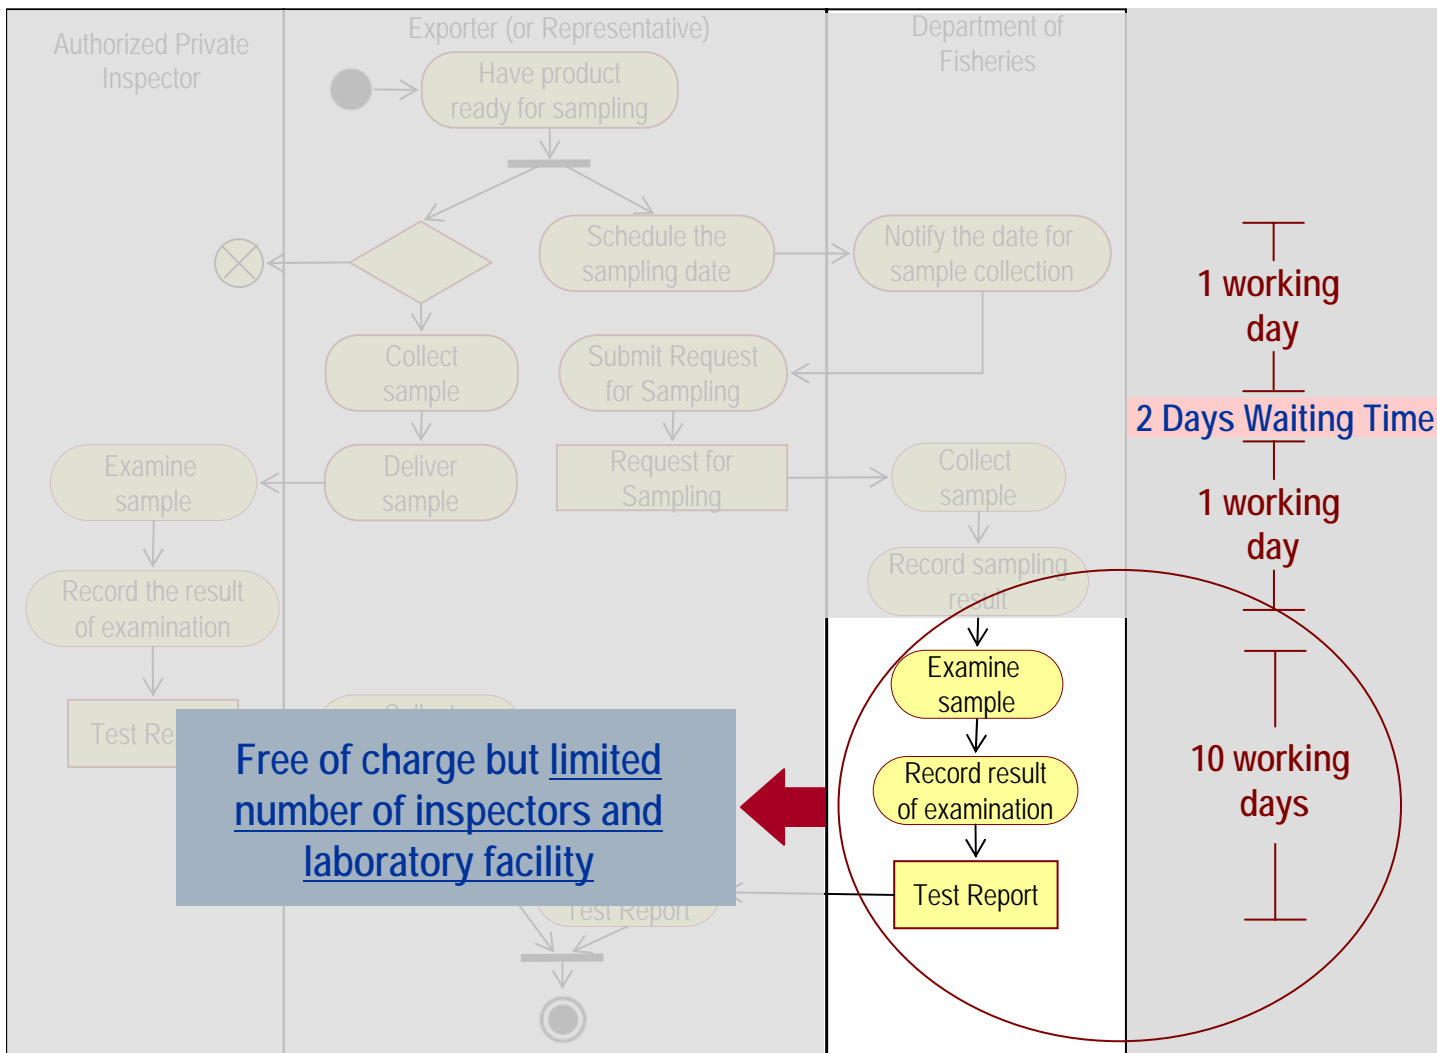 Authorized Private
Inspector
Exporter (or Representative)
Department of
Fisheries
Have product
ready for sampling
Schedule the
sampling date
Notify the date for
sample collection
1 working
day
Collect
sample
Submit Request
for Sampling
2 Days Waiting Time
Examine
sample
Deliver
sample
Request for
Sampling
Collect
sample
1 working
day
Record the result
of examination
Record sampling
result
Examine
sample
Test Re
Free of charge but limited
number of inspectors and
laboratory facility
Record result
of examination
10 working
days
Test Report
Test Report